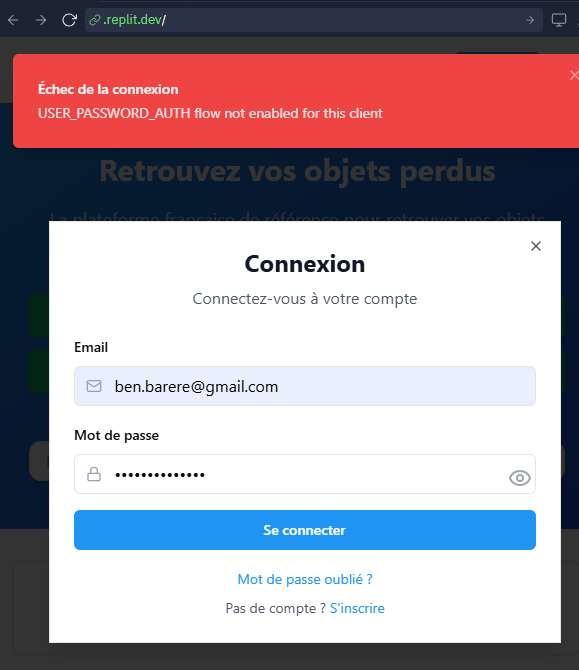 .replit.dev/
Échec de la connexion
USER_PASSWORD_AUTH flow not enabled for this client
Retrouvez vos objets perdus
La plateforme française de référence pour retrouver vos objets
Connexion
Connectez-vous à votre compte
Email
ben.barere@gmail.com
Mot de passe
••••••••••••••
Se connecter
Mot de passe oublié ?
Pas de compte ? S'inscrire